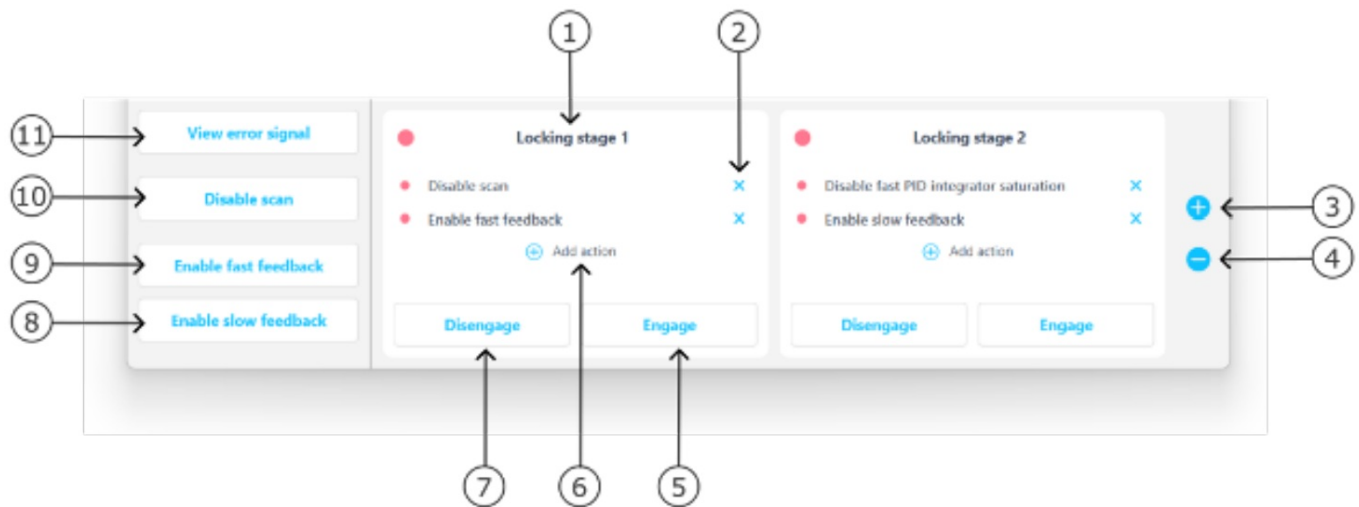 1 2
11 View error signal Locking stage 1 Locking stage 2
Disable scan × Disable fast PID integrator saturation ×
10 Disable scan + 3
Enable fast feedback × Enable slow feedback ×
9 Enable fast feedback + Add action + Add action − 4
8 Enable slow feedback Disengage Engage Disengage Engage
7 6 5